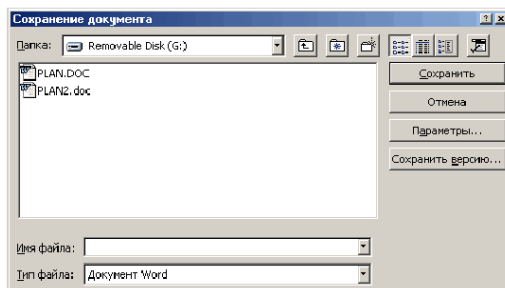 Сохранение документа
Папка: Removable Disk (G:)
PLAN.DOC
PLAN2.doc
Сохранить
Отмена
Параметры...
Сохранить версию...
Имя файла:
Тип файла: Документ Word